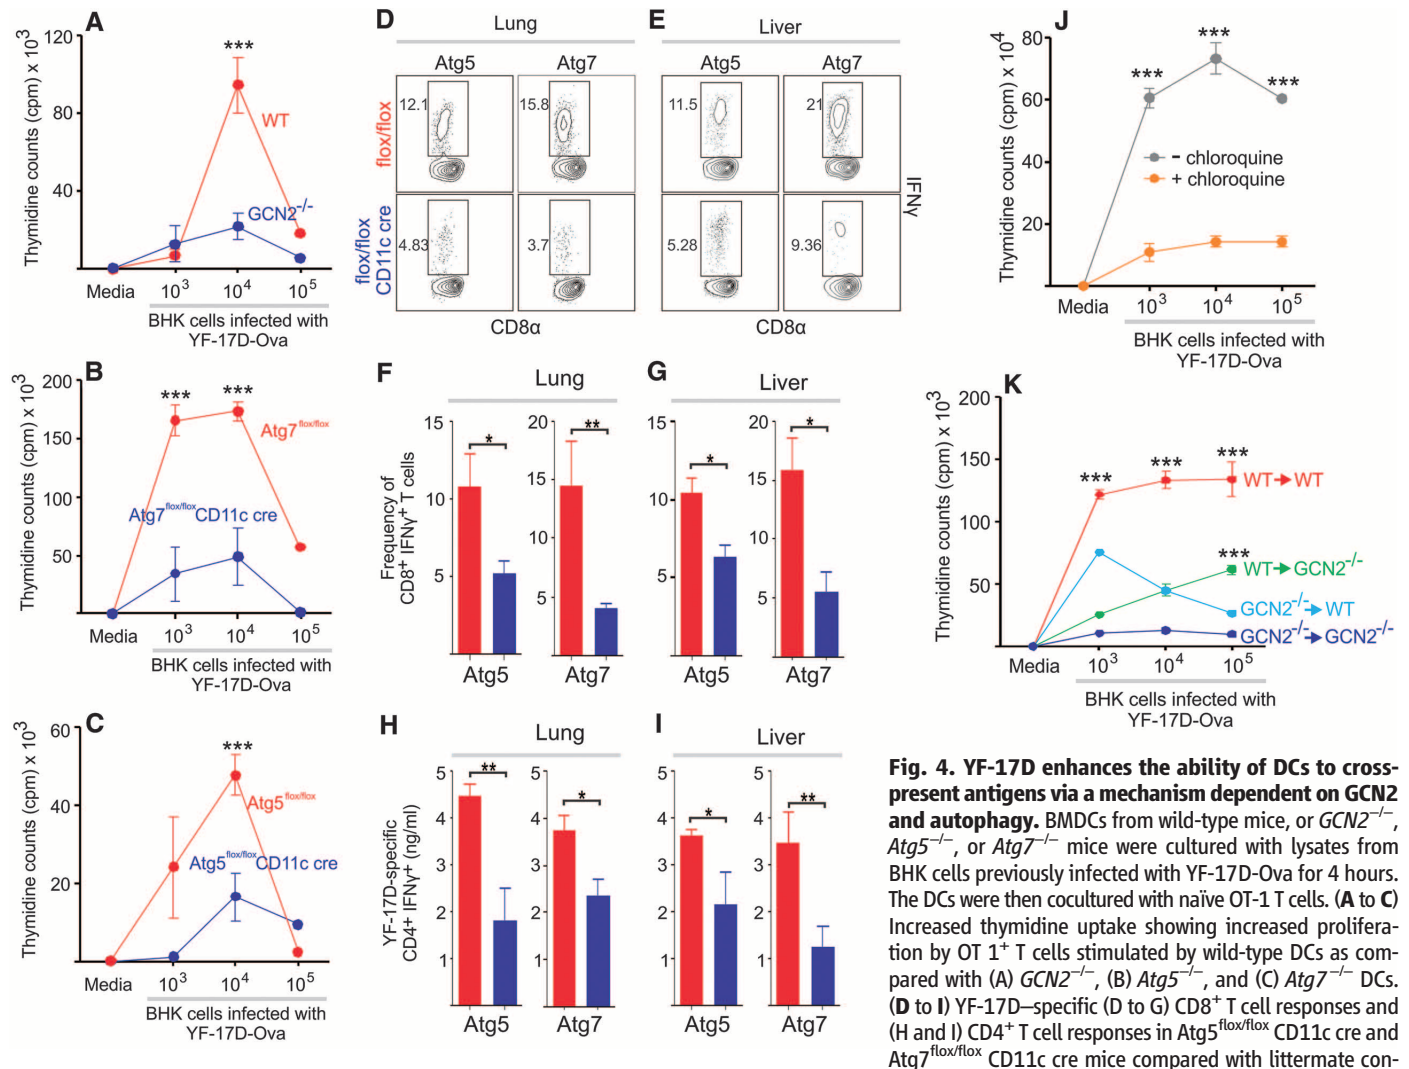 A
Thymidine counts (cpm) x 10³
120
80
40
***
WT
GCN2-/-
Media
10³
10⁴
10⁵
BHK cells infected with
YF-17D-Ova
B
Thymidine counts (cpm) x 10³
200
150
100
50
***
***
Atg7flox/flox
Atg7flox/floxCD11c cre
Media
10³
10⁴
10⁵
BHK cells infected with
YF-17D-Ova
C
Thymidine counts (cpm) x 10³
60
40
20
***
Atg5flox/flox
Atg5flox/floxCD11c cre
Media
10³
10⁴
10⁵
BHK cells infected with
YF-17D-Ova
D
Lung
Atg5
Atg7
flox/flox
12.1
15.8
flox/flox
CD11c cre
4.83
3.7
CD8α
E
Liver
Atg5
Atg7
11.5
21
5.28
9.36
IFNγ
CD8α
F
Lung
Frequency of
CD8+ IFNγ+ T cells
15
10
5
*
Atg5
20
15
10
5
**
Atg7
G
Liver
15
10
5
*
Atg5
20
15
10
5
*
Atg7
H
Lung
YF-17D-specific
CD4+ IFNγ+ (ng/ml)
5
4
3
2
1
**
Atg5
5
4
3
2
1
*
Atg7
I
Liver
5
4
3
2
1
*
Atg5
5
4
3
2
1
**
Atg7
J
Thymidine counts (cpm) x 10⁴
80
60
40
20
***
***
***
- chloroquine
+ chloroquine
Media
10³
10⁴
10⁵
BHK cells infected with
YF-17D-Ova
K
Thymidine counts (cpm) x 10³
200
150
100
50
***
***
***
WT→WT
***
WT→GCN2-/-
GCN2-/-→WT
GCN2-/-→GCN2-/-
Media
10³
10⁴
10⁵
BHK cells infected with
YF-17D-Ova
Fig. 4. YF-17D enhances the ability of DCs to cross-
present antigens via a mechanism dependent on GCN2
and autophagy. BMDCs from wild-type mice, or GCN2−/−,
Atg5−/−, or Atg7−/− mice were cultured with lysates from
BHK cells previously infected with YF-17D-Ova for 4 hours.
The DCs were then cocultured with naïve OT-1 T cells. (A to C)
Increased thymidine uptake showing increased prolifera-
tion by OT 1+ T cells stimulated by wild-type DCs as com-
pared with (A) GCN2−/−, (B) Atg5−/−, and (C) Atg7−/− DCs.
(D to I) YF-17D–specific (D to G) CD8+ T cell responses and
(H and I) CD4+ T cell responses in Atg5flox/flox CD11c cre and
Atg7flox/flox CD11c cre mice compared with littermate con-